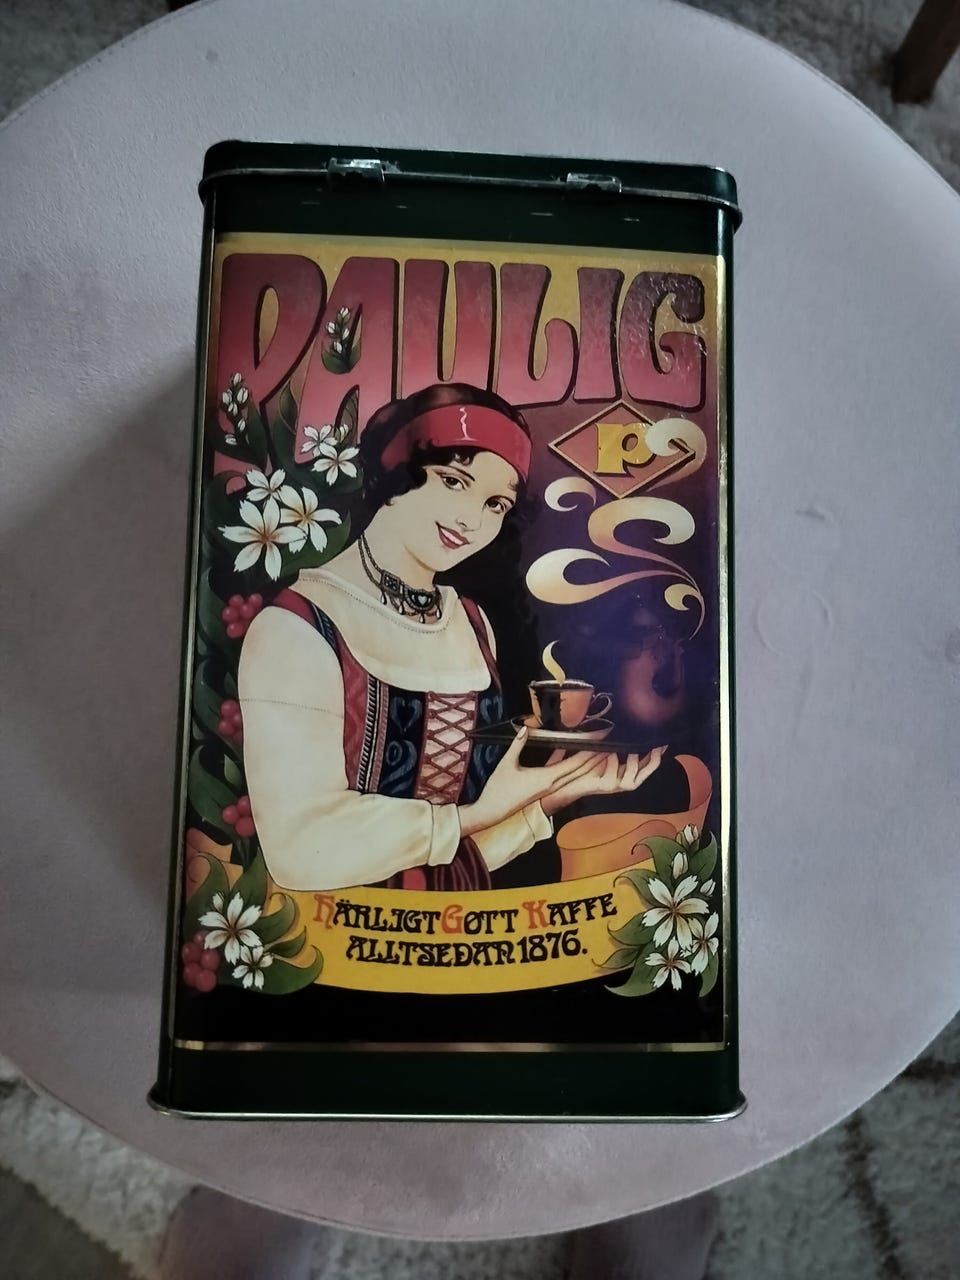 PAULIG
P
HÄRLIGT GOTT KAFFE
ALLTSEDAN 1876.